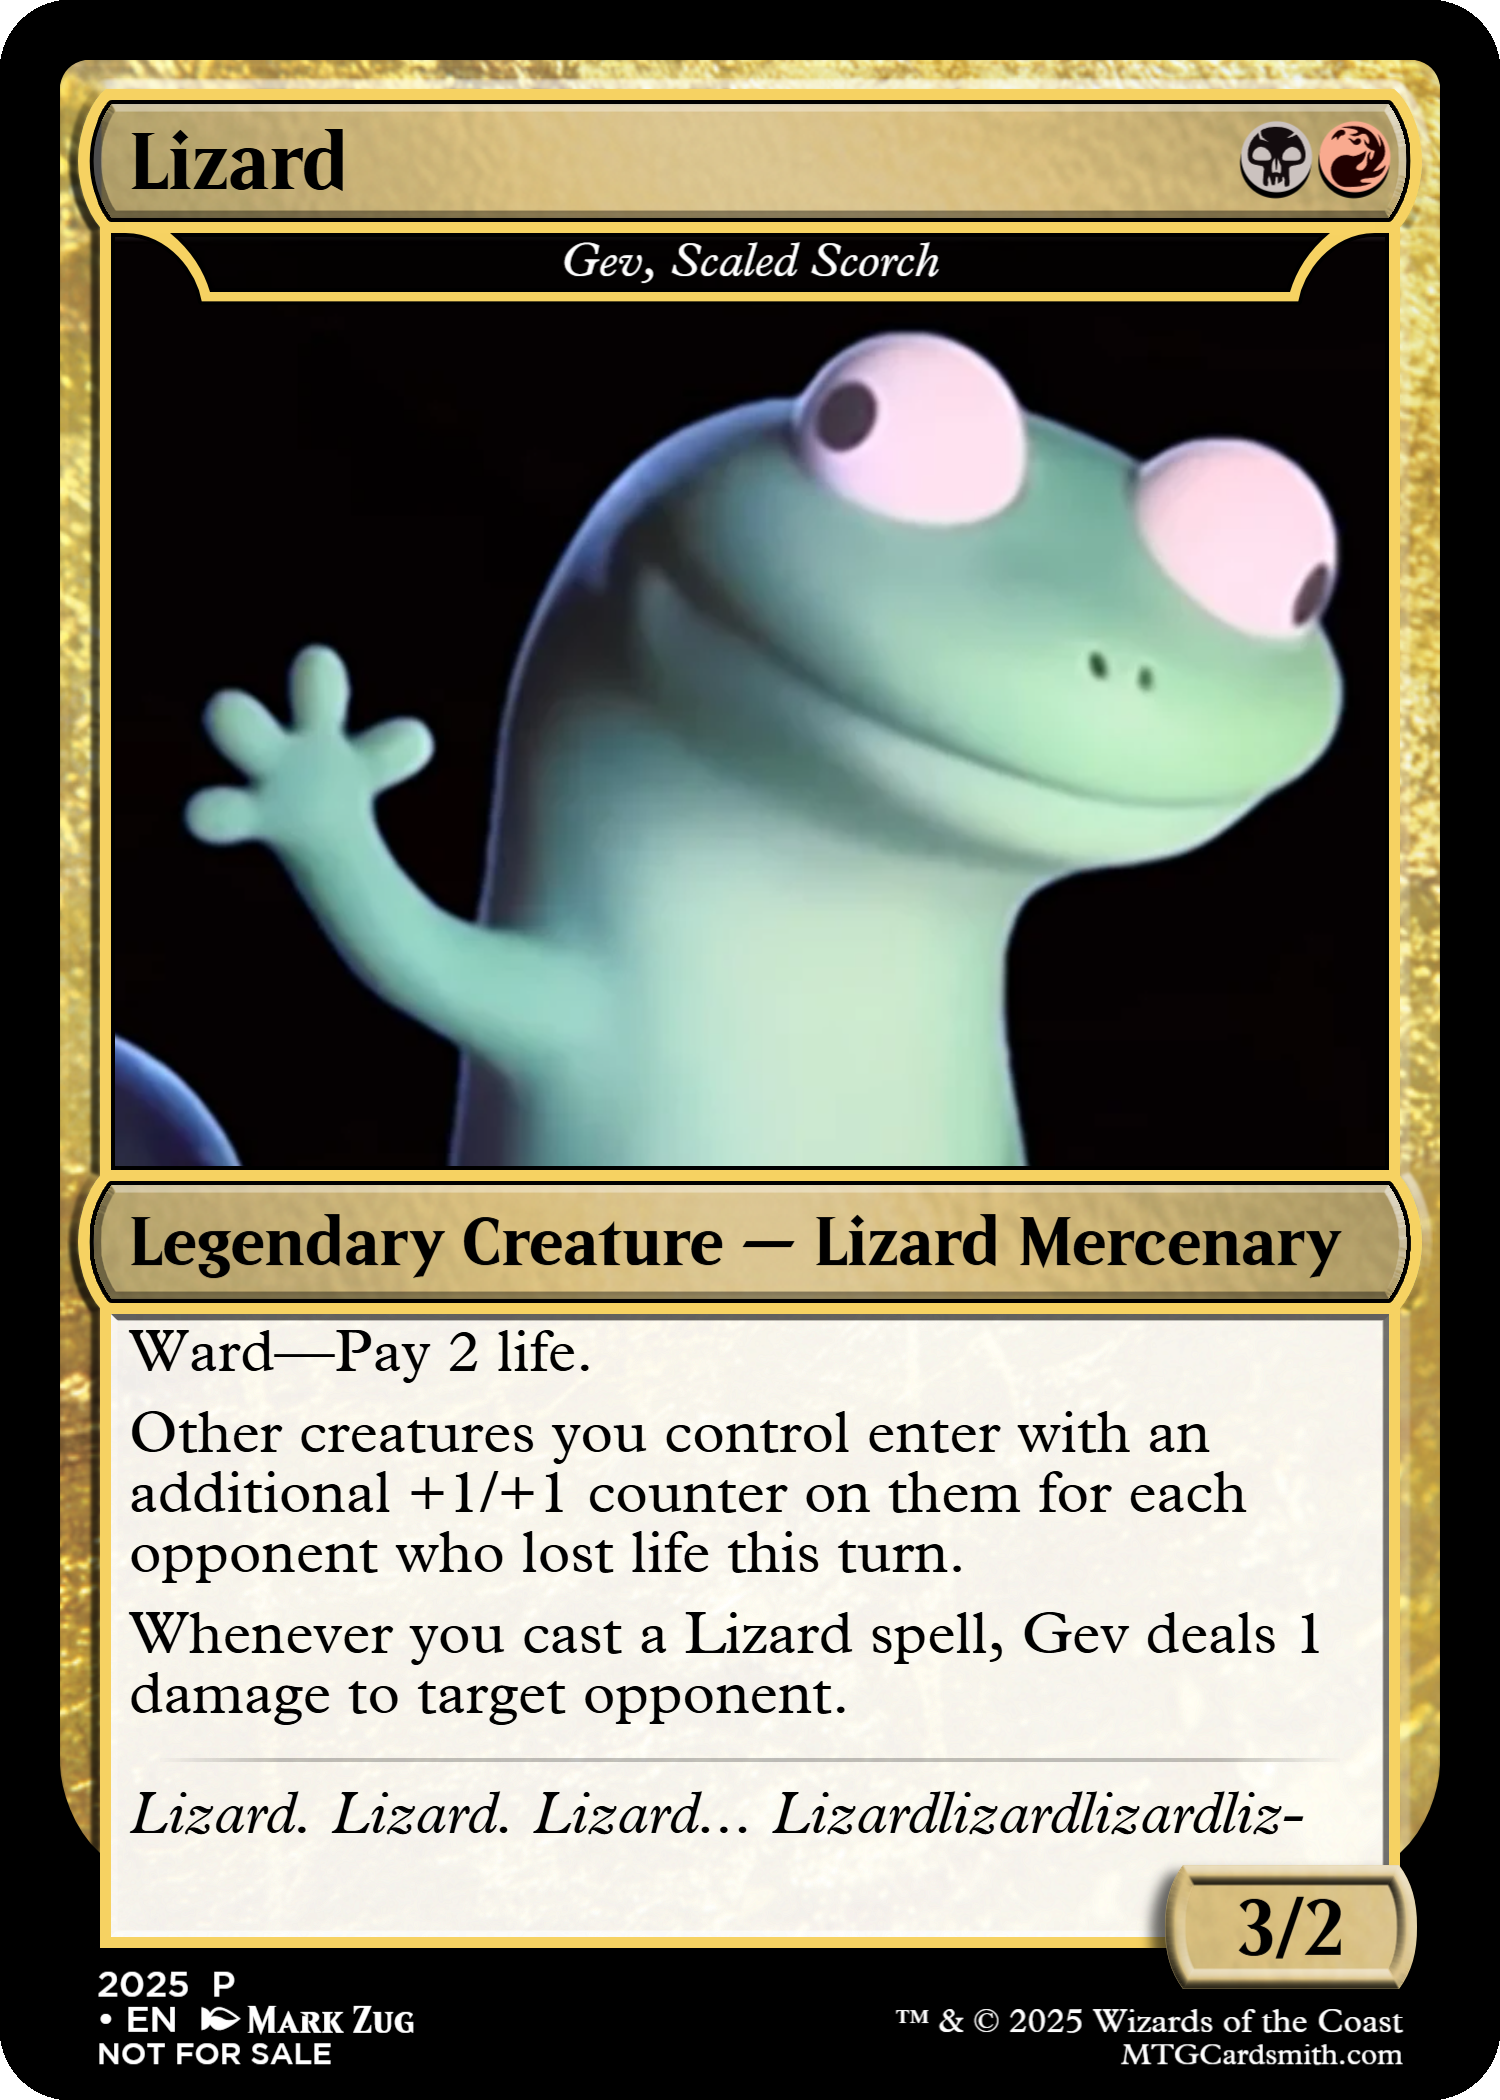 Lizard
Gev, Scaled Scorch
Legendary Creature — Lizard Mercenary
Ward—Pay 2 life.
Other creatures you control enter with an
additional +1/+1 counter on them for each
opponent who lost life this turn.
Whenever you cast a Lizard spell, Gev deals 1
damage to target opponent.
Lizard. Lizard. Lizard... Lizardlizardlizardliz-
3/2
2025 P
• EN Mark Zug
NOT FOR SALE
™ & © 2025 Wizards of the Coast
MTGCardsmith.com